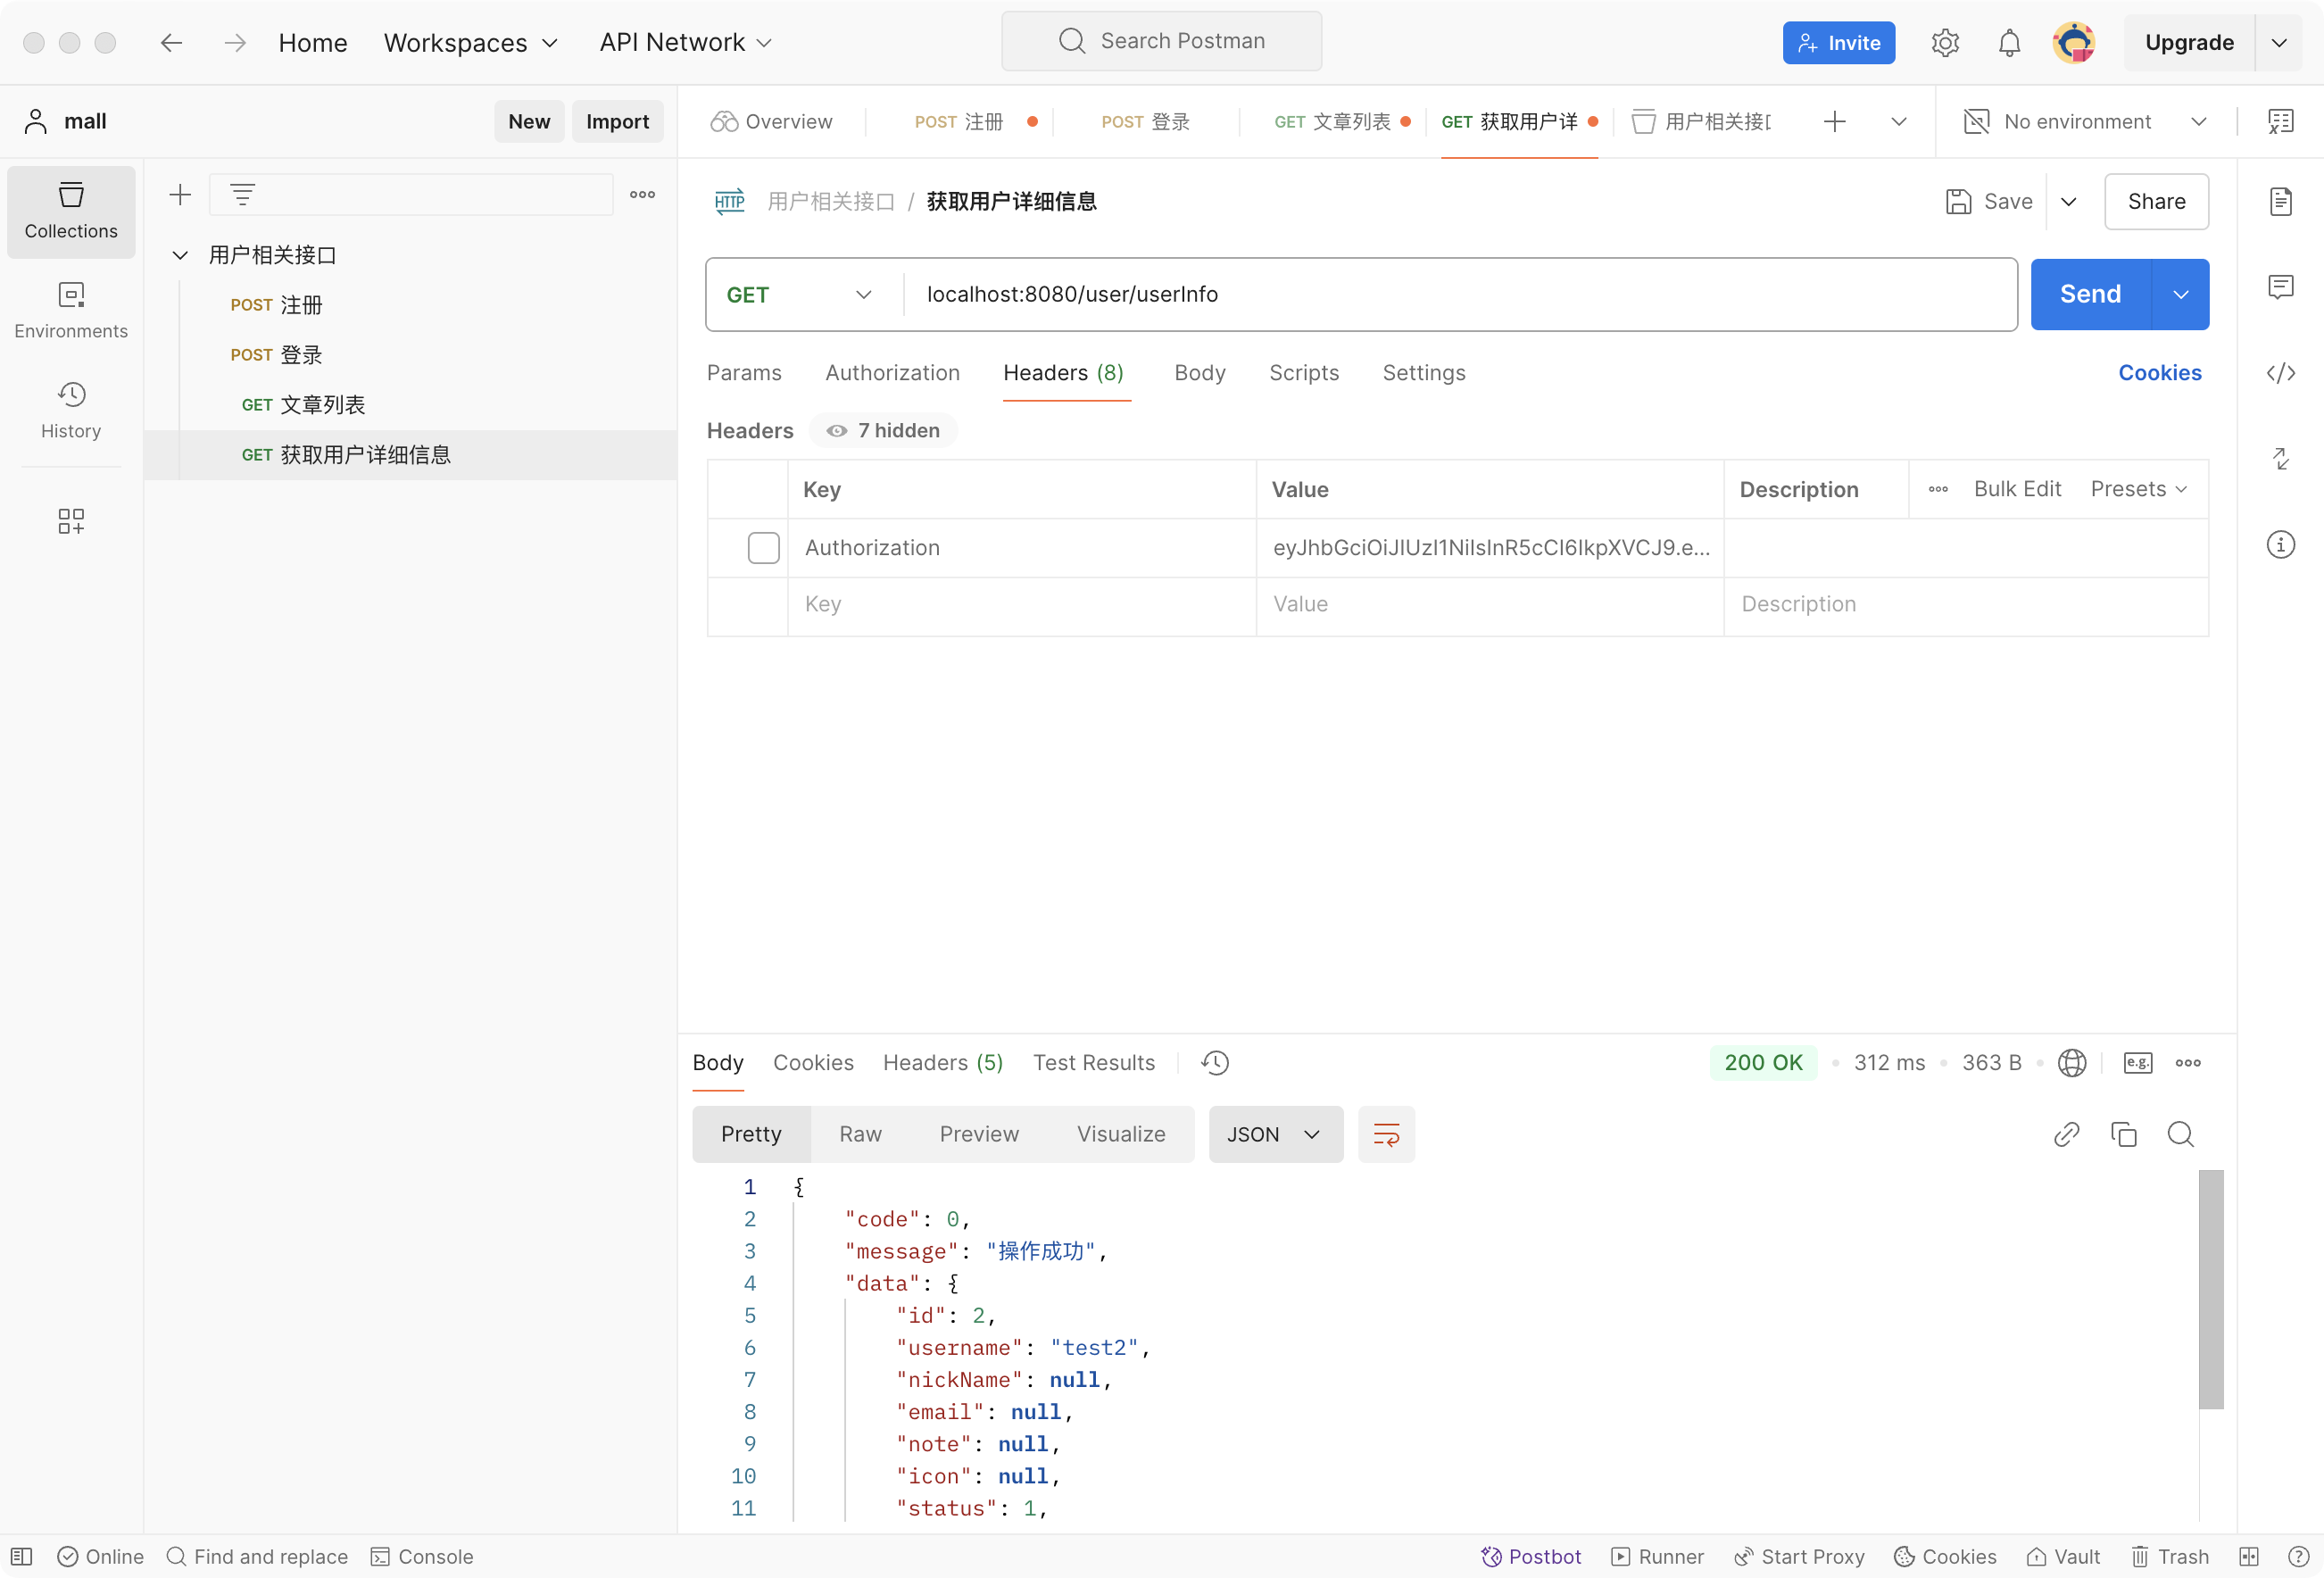 Home Workspaces API Network Search Postman Invite Upgrade
mall New Import
Overview POST 注册 POST 登录 GET 文章列表 GET 获取用户详 用户相关接 No environment
Collections
Environments
History
用户相关接口
POST 注册
POST 登录
GET 文章列表
GET 获取用户详细信息
HTTP 用户相关接口 / 获取用户详细信息 Save Share
GET localhost:8080/user/userInfo Send
Params Authorization Headers (8) Body Scripts Settings Cookies
Headers 7 hidden
Key Value Description Bulk Edit Presets
Authorization eyJhbGciOiJIUzI1NiIsInR5cCI6IkpXVCJ9.e...
Key Value Description
Body Cookies Headers (5) Test Results 200 OK 312 ms 363 B e.g.
Pretty Raw Preview Visualize JSON
1 {
2 "code": 0,
3 "message": "操作成功",
4 "data": {
5 "id": 2,
6 "username": "test2",
7 "nickName": null,
8 "email": null,
9 "note": null,
10 "icon": null,
11 "status": 1,
Online Find and replace Console Postbot Runner Start Proxy Cookies Vault Trash